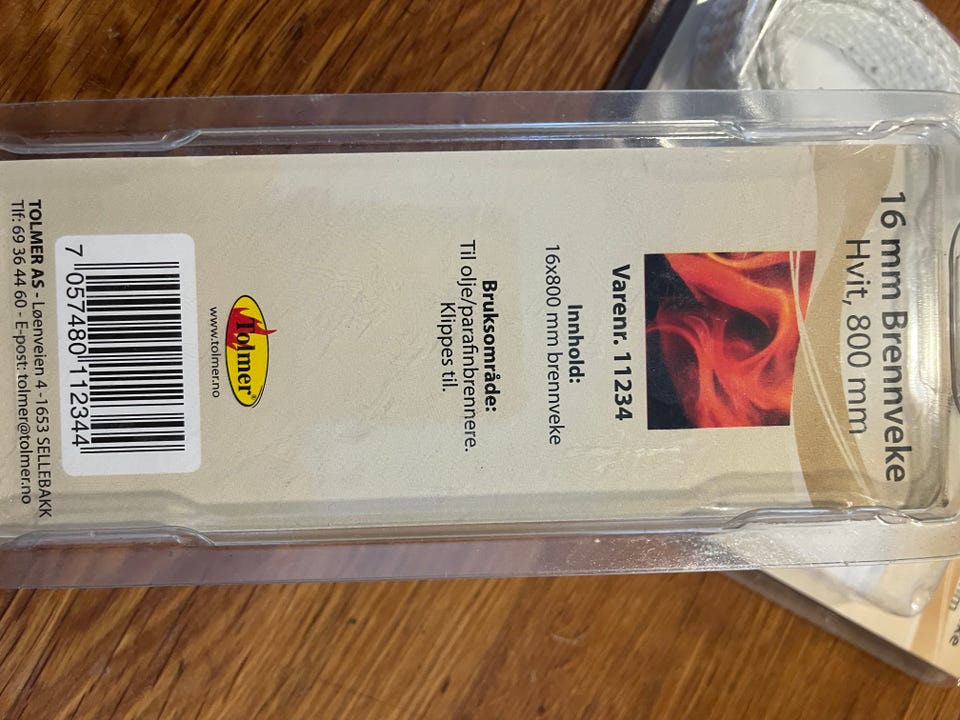 16 mm Brennveke
Hvit, 800 mm
Varenr. 11234
Innhold:
16x800 mm brennveke
Bruksområde:
Til olje/parafinbrennere.
Klippes til.
Tolmer®
www.tolmer.no
7 057480 112344
TOLMER AS - Løenveien 4 -1653 SELLEBAKK
Tlf: 69 36 44 60 - E-post: tolmer@tolmer.no